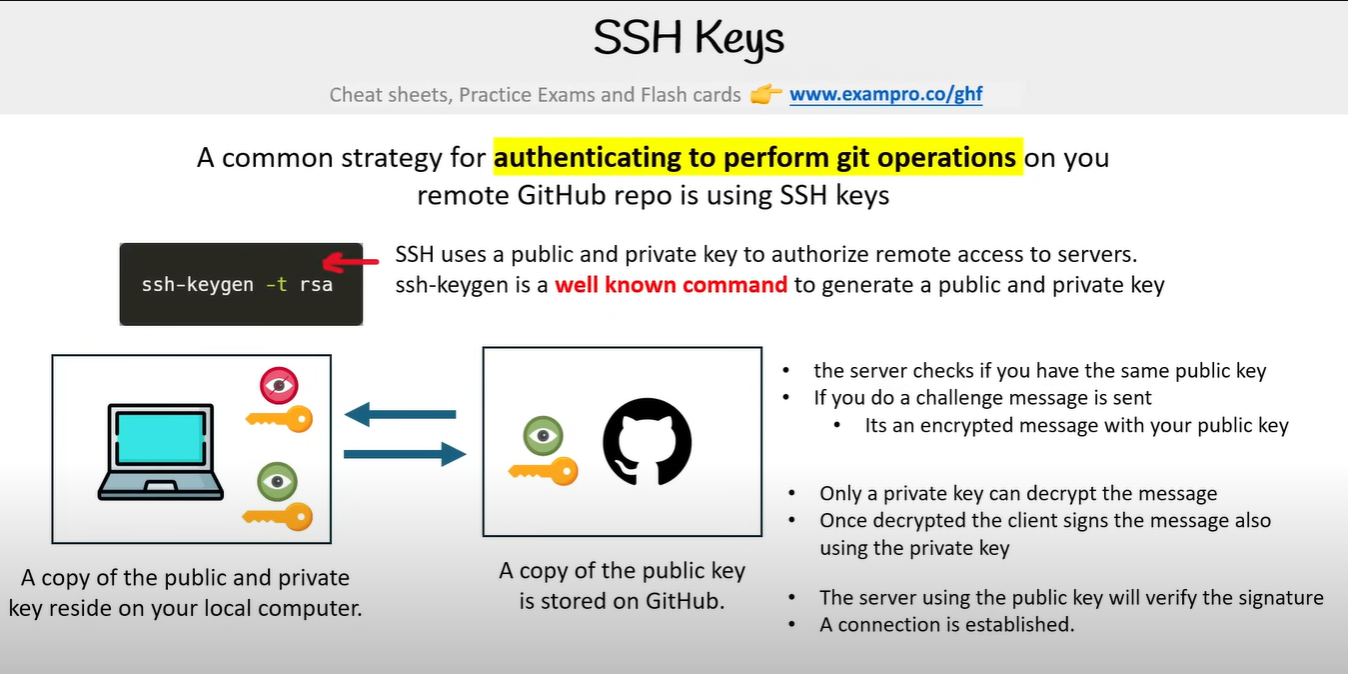 SSH Keys
Cheat sheets, Practice Exams and Flash cards 👉 www.exampro.co/ghf
A common strategy for authenticating to perform git operations on you
remote GitHub repo is using SSH keys
ssh-keygen -t rsa
SSH uses a public and private key to authorize remote access to servers.
ssh-keygen is a well known command to generate a public and private key
A copy of the public and private
key reside on your local computer.
A copy of the public key
is stored on GitHub.
• the server checks if you have the same public key
• If you do a challenge message is sent
• Its an encrypted message with your public key
• Only a private key can decrypt the message
• Once decrypted the client signs the message also
using the private key
• The server using the public key will verify the signature
• A connection is established.